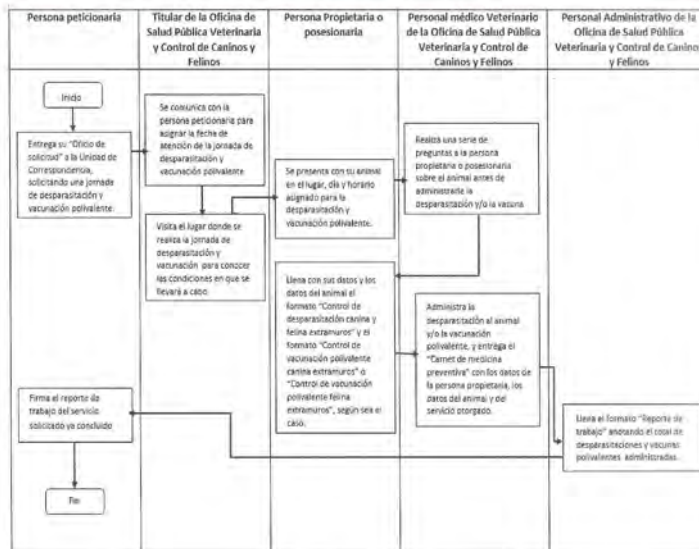 Persona peticionaria
Titular de la Oficina de
Salud Pública Veterinaria
y Control de Caninos y
Felinos
Persona Propietaria o
posesionaria
Personal médico Veterinario
de la Oficina de Salud Pública
Veterinaria y Control de
Caninos y Felinos
Personal Administrativo de la
Oficina de Salud Pública
Veterinaria y Control de Caninos
y Felinos
Inicio
Entrega su "Oficio de
solicitud" a la Unidad de
Correspondencia,
solicitando una jornada
de desparasitación y
vacunación polivalente.
Se comunica con la
persona peticionaria para
asignar la fecha de
atención de la jornada de
desparasitación y
vacunación polivalente
Visita el lugar donde se
realiza la jornada de
desparasitación y
vacunación para conocer
las condiciones en que se
llevará a cabo.
Se presenta con su animal
en el lugar, día y horario
asignado para la
desparasitación y
vacunación polivalente.
Realiza una serie de
preguntas a la persona
propietaria o posesionaria
sobre el animal antes de
administrarle la
desparasitación y/o la vacuna
Llena con sus datos y los
datos del animal el
formato "Control de
desparasitación canina y
felina extramuros" y el
formato "Control de
vacunación polivalente
canina extramuros" o
"Control de vacunación
polivalente felina
extramuros", según sea el
caso.
Administra la
desparasitación al animal
y/o la vacunación
polivalente, y entrega el
"Carnet de medicina
preventiva" con los datos de
la persona propietaria, los
datos del animal y del
servicio otorgado.
Llena el formato "Reporte de
trabajo" anotando el total de
desparasitaciones y vacunas
polivalentes administradas.
Firma el reporte de
trabajo del servicio
solicitado ya concluido
Fin